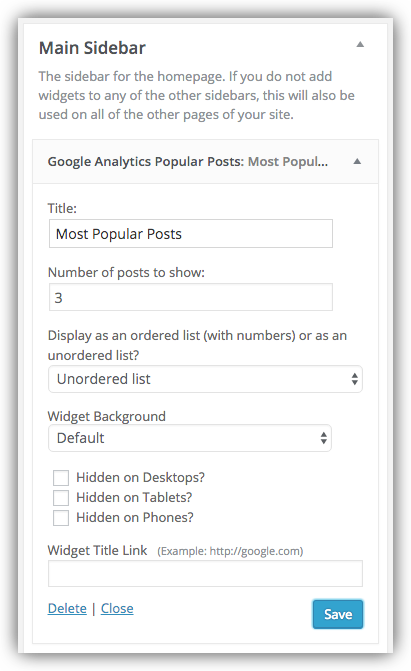 Main Sidebar
The sidebar for the homepage. If you do not add
widgets to any of the other sidebars, this will also be
used on all of the other pages of your site.
Google Analytics Popular Posts: Most Popul...
Title:
Most Popular Posts
Number of posts to show:
3
Display as an ordered list (with numbers) or as an
unordered list?
Unordered list
Widget Background
Default
Hidden on Desktops?
Hidden on Tablets?
Hidden on Phones?
Widget Title Link (Example: http://google.com)
Delete | Close
Save